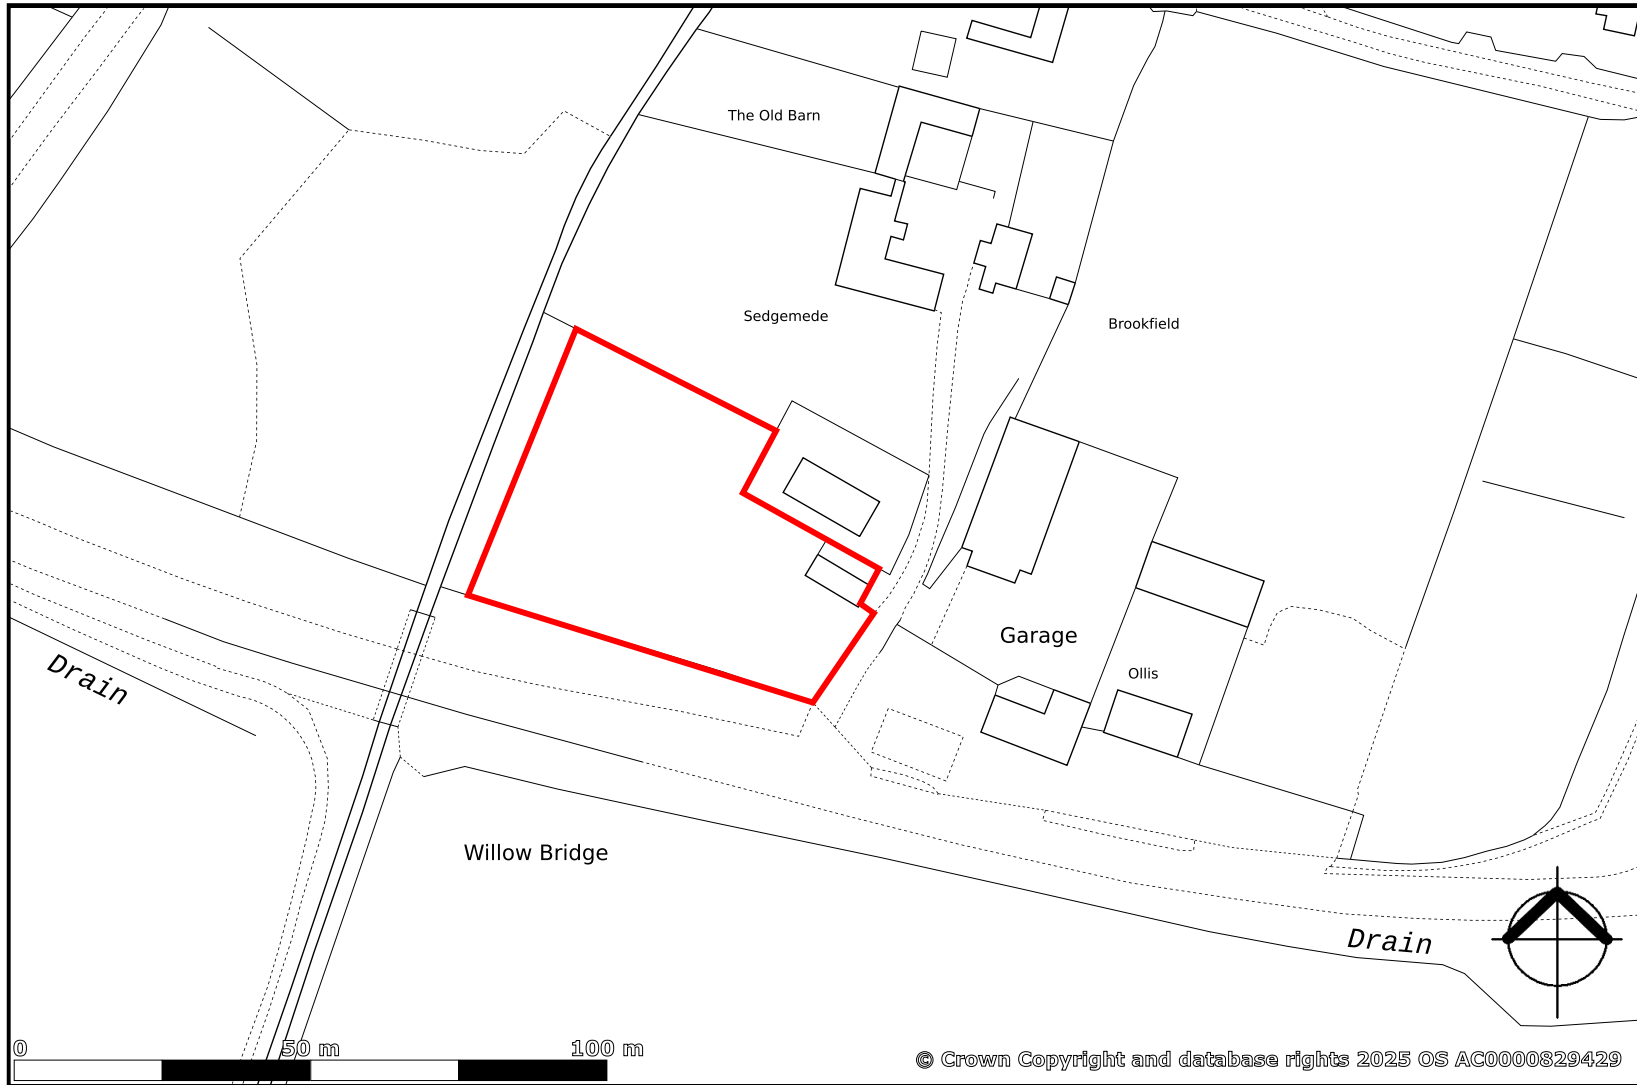 The Old Barn
Sedgemede
Brookfield
Garage
Drain
Ollis
Willow Bridge
Drain
0 50 m 100 m
© Crown Copyright and database rights 2025 OS AC0000829429